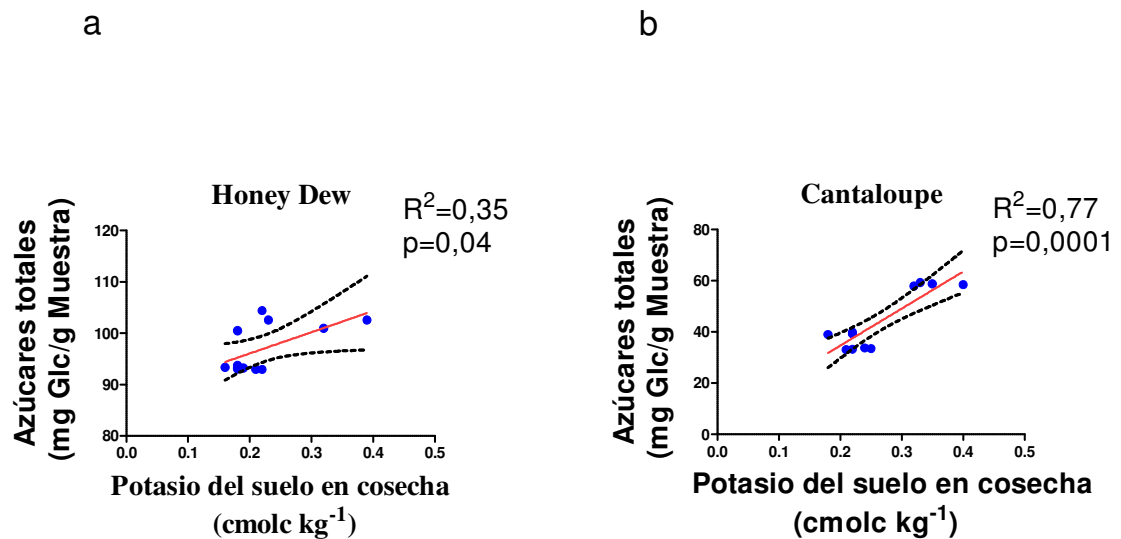 a
b
Honey Dew
R²=0,35
p=0,04
Azúcares totales
(mg Glc/g Muestra)
120
110
100
90
80
0.0 0.1 0.2 0.3 0.4 0.5
Potasio del suelo en cosecha
(cmolc kg⁻¹)
Cantaloupe
R²=0,77
p=0,0001
Azúcares totales
(mg Glc/g Muestra)
80
60
40
20
0
0.0 0.1 0.2 0.3 0.4 0.5
Potasio del suelo en cosecha
(cmolc kg⁻¹)